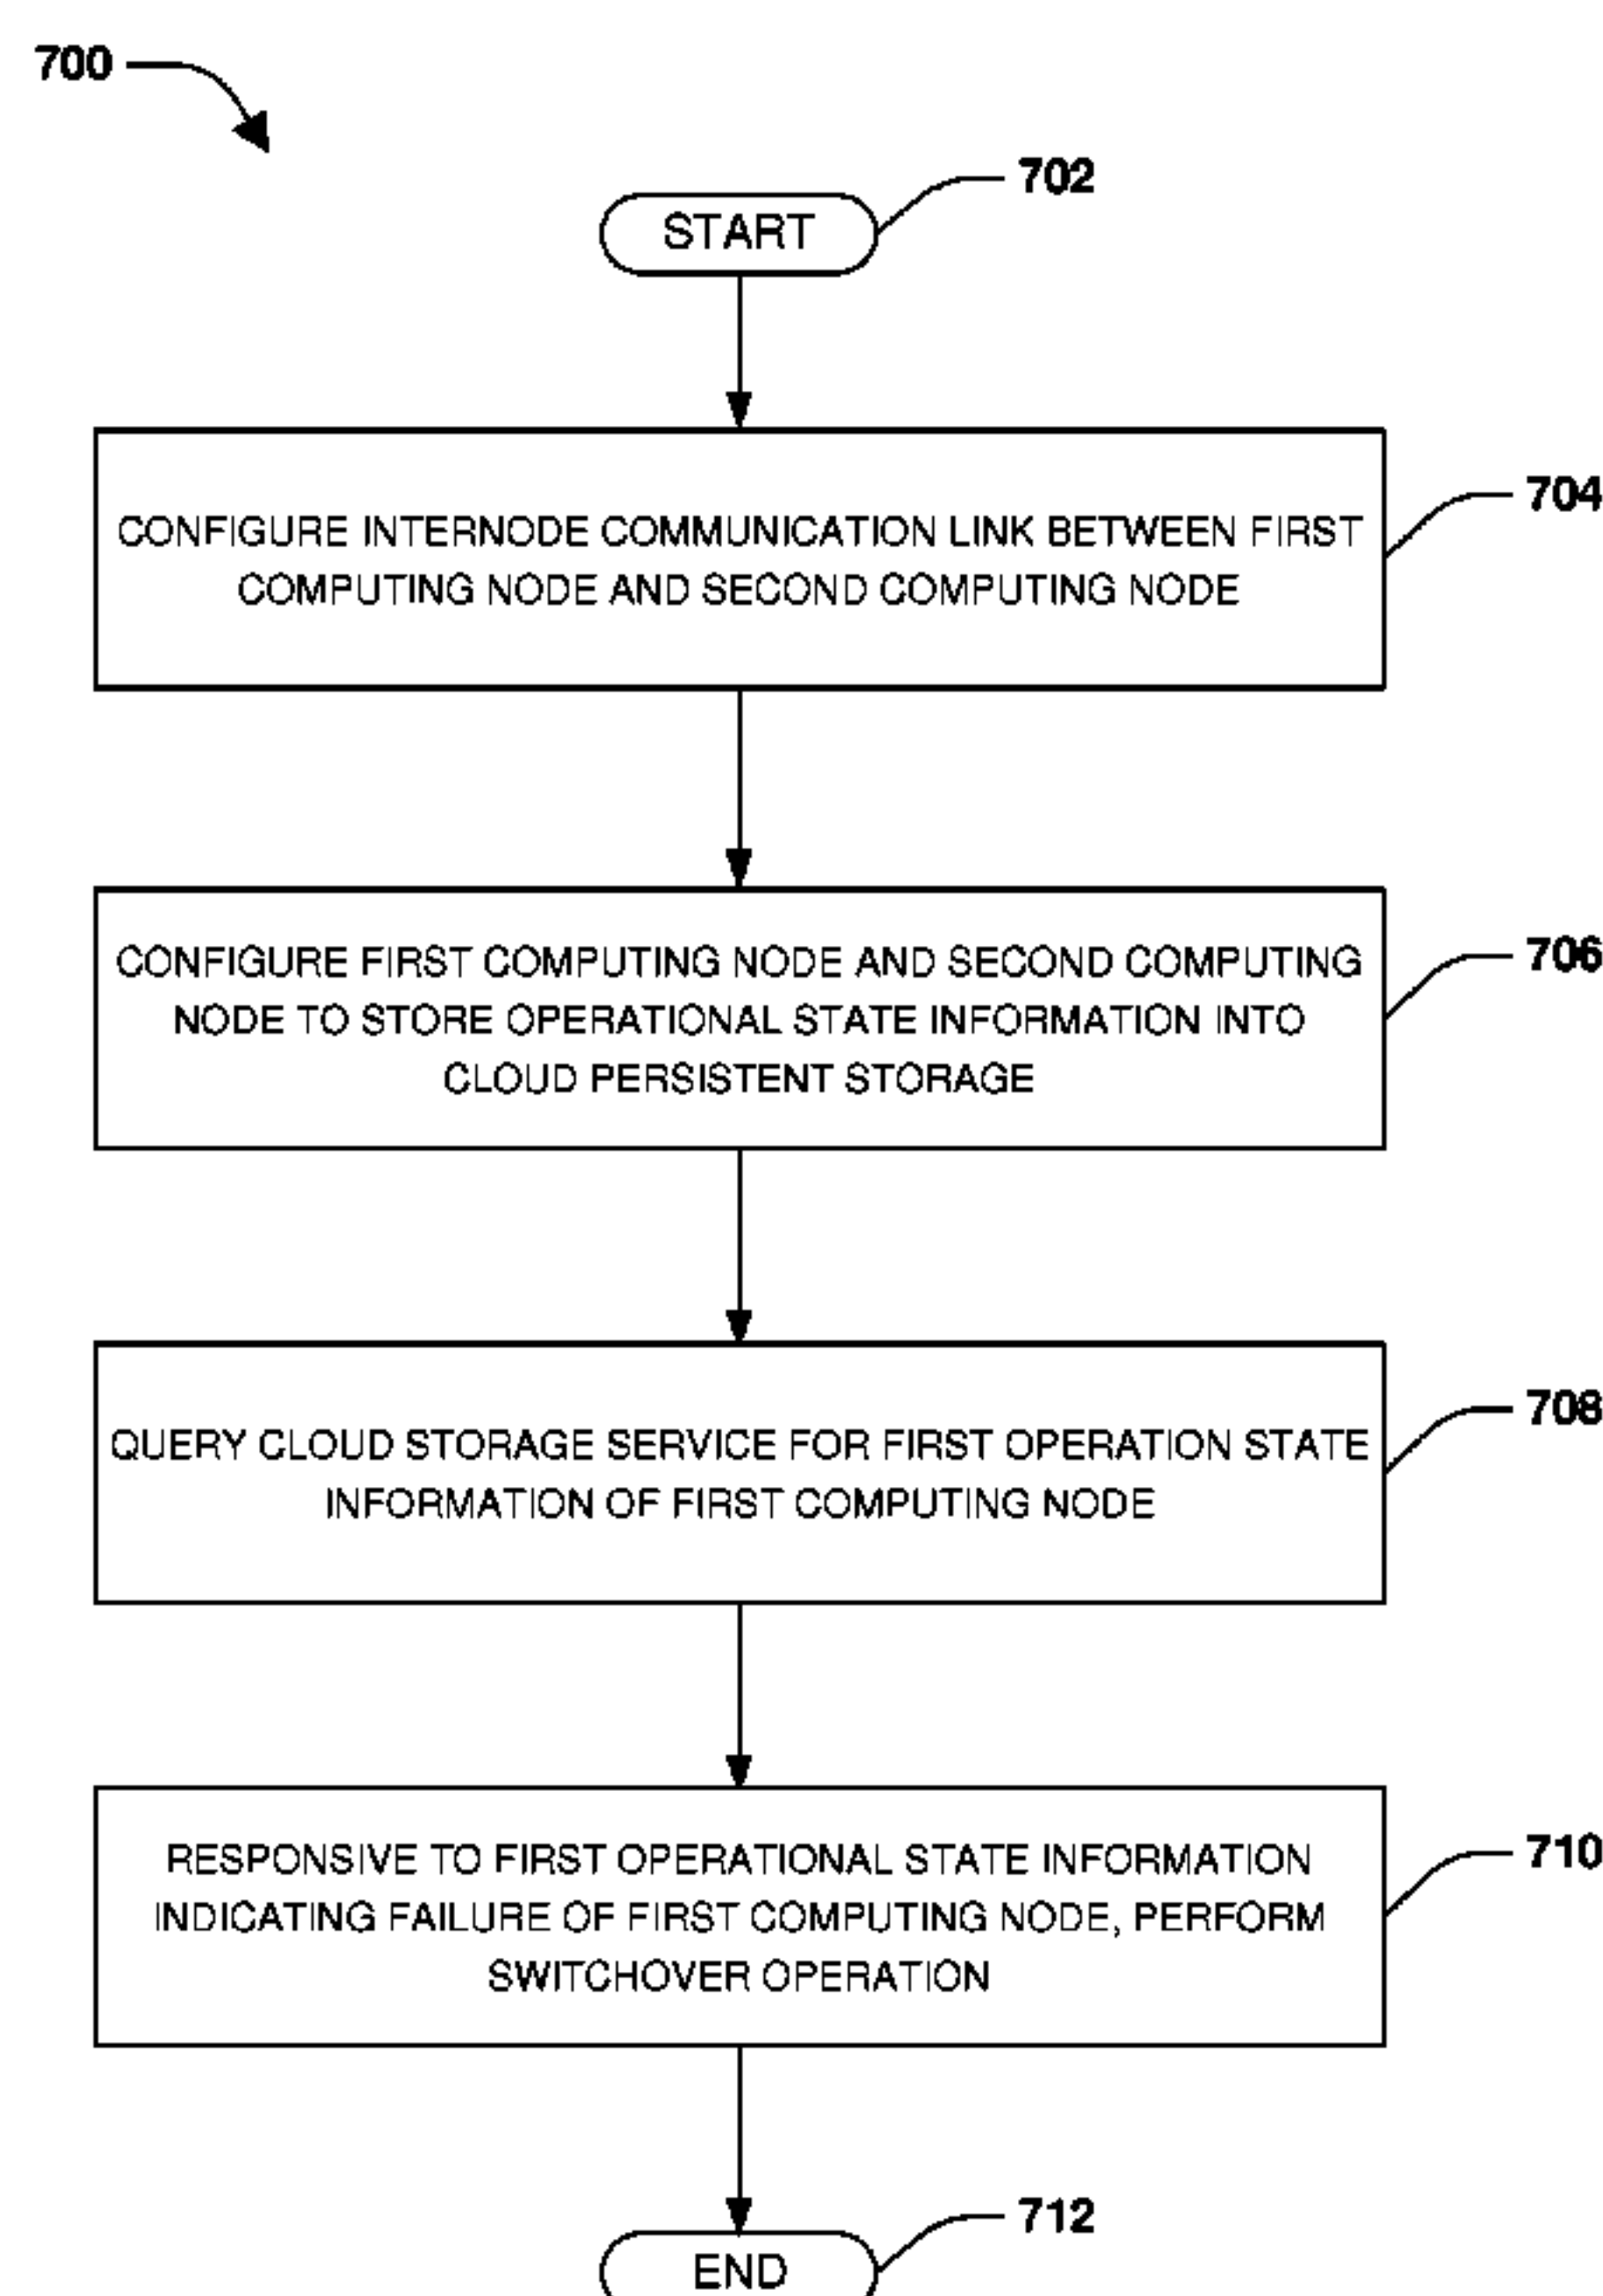 700
702
START
704
CONFIGURE INTERNODE COMMUNICATION LINK BETWEEN FIRST
COMPUTING NODE AND SECOND COMPUTING NODE
706
CONFIGURE FIRST COMPUTING NODE AND SECOND COMPUTING
NODE TO STORE OPERATIONAL STATE INFORMATION INTO
CLOUD PERSISTENT STORAGE
708
QUERY CLOUD STORAGE SERVICE FOR FIRST OPERATION STATE
INFORMATION OF FIRST COMPUTING NODE
710
RESPONSIVE TO FIRST OPERATIONAL STATE INFORMATION
INDICATING FAILURE OF FIRST COMPUTING NODE, PERFORM
SWITCHOVER OPERATION
712
END